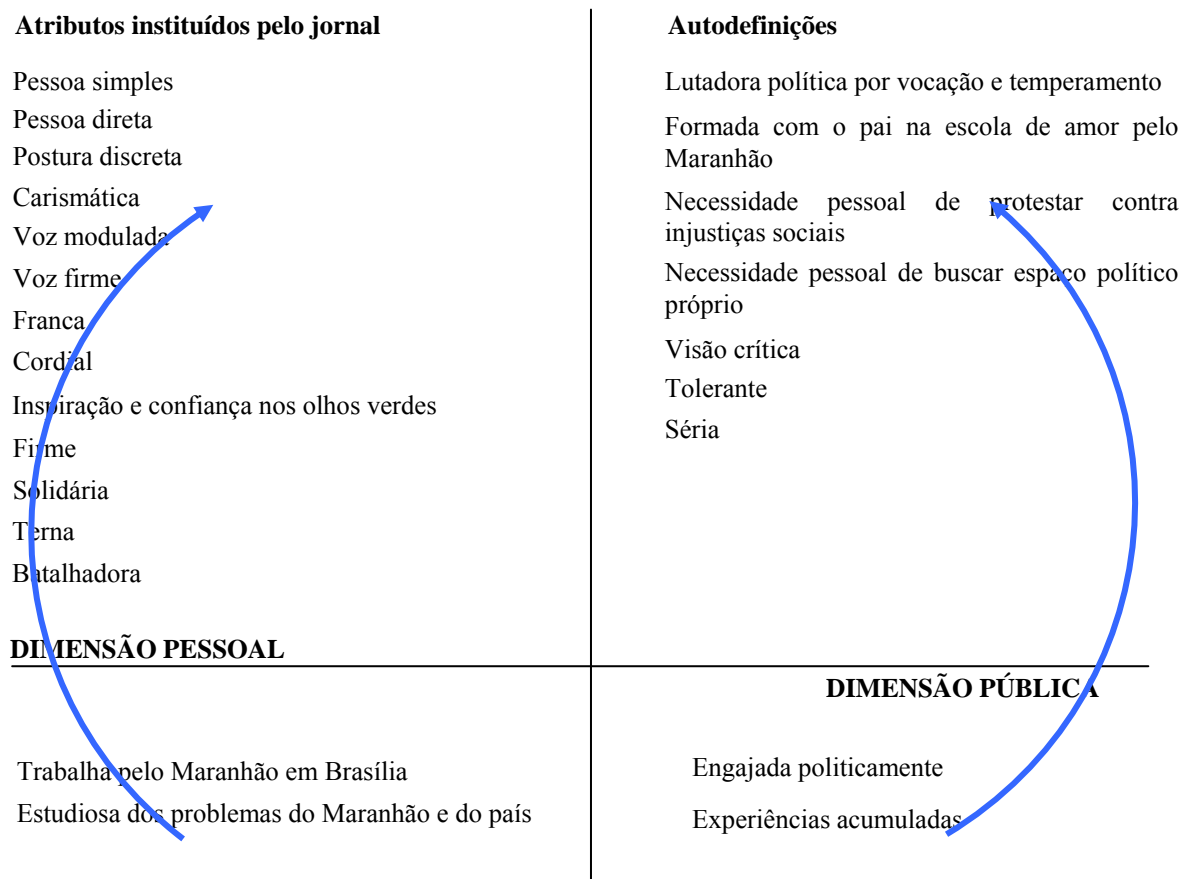 Atributos instituídos pelo jornal
Pessoa simples
Pessoa direta
Postura discreta
Carismática
Voz modulada
Voz firme
Franca
Cordial
Inspiração e confiança nos olhos verdes
Firme
Solidária
Terna
Batalhadora
DIMENSÃO PESSOAL
Trabalha pelo Maranhão em Brasília
Estudiosa dos problemas do Maranhão e do país
Autodefinições
Lutadora política por vocação e temperamento
Formada com o pai na escola de amor pelo
Maranhão
Necessidade pessoal de protestar contra
injustiças sociais
Necessidade pessoal de buscar espaço político
próprio
Visão crítica
Tolerante
Séria
DIMENSÃO PÚBLICA
Engajada politicamente
Experiências acumuladas